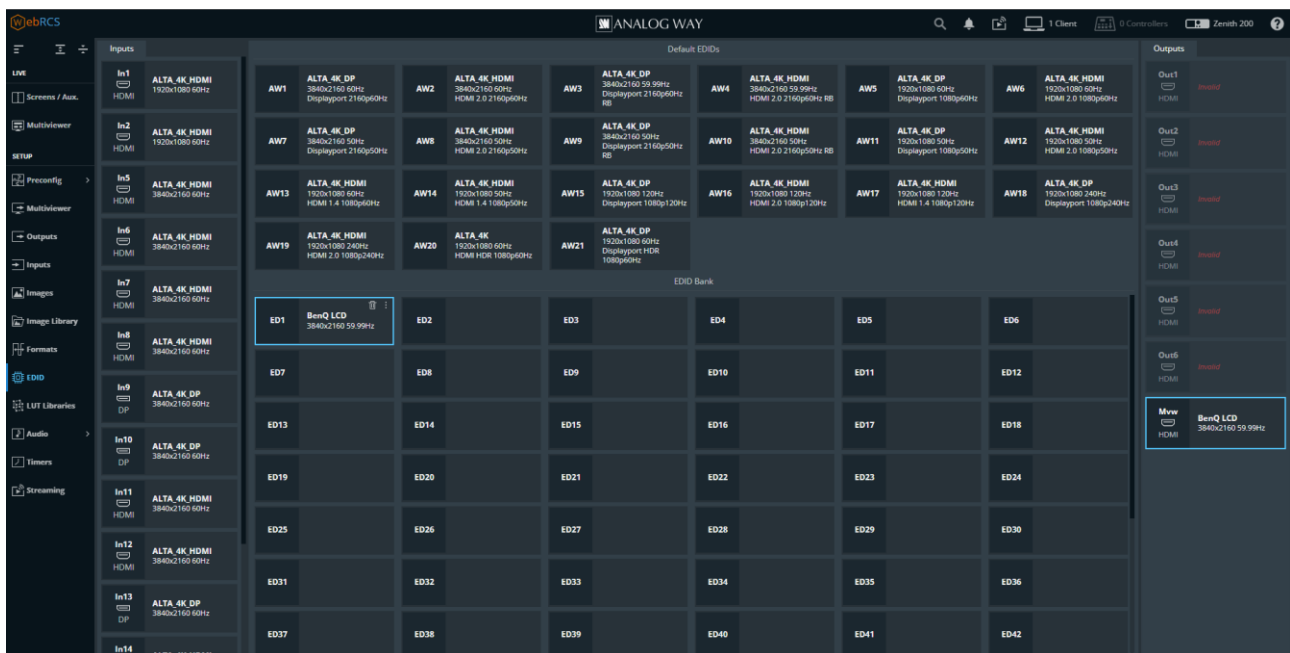 WebRCS
ANALOG WAY
1 Client
0 Controllers
Zenith 200
Inputs
Default EDIDs
Outputs
LIVE
Screens / Aux.
Multiviewer
SETUP
Preconfig
Multiviewer
Outputs
Inputs
Images
Image Library
Formats
EDID
LUT Libraries
Audio
Timers
Streaming
In1
HDMI
ALTA_4K_HDMI
1920x1080 60Hz
In2
HDMI
ALTA_4K_HDMI
1920x1080 60Hz
In5
HDMI
ALTA_4K_HDMI
3840x2160 60Hz
In6
HDMI
ALTA_4K_HDMI
3840x2160 60Hz
In7
HDMI
ALTA_4K_HDMI
3840x2160 60Hz
In8
HDMI
ALTA_4K_HDMI
3840x2160 60Hz
In9
DP
ALTA_4K_DP
3840x2160 60Hz
In10
DP
ALTA_4K_DP
3840x2160 60Hz
In11
HDMI
ALTA_4K_HDMI
3840x2160 60Hz
In12
HDMI
ALTA_4K_HDMI
3840x2160 60Hz
In13
DP
ALTA_4K_DP
3840x2160 60Hz
In14
AW1
ALTA_4K_DP
3840x2160 60Hz
Displayport 2160p60Hz
AW2
ALTA_4K_HDMI
3840x2160 60Hz
HDMI 2.0 2160p60Hz
AW3
ALTA_4K_DP
3840x2160 59.99Hz
Displayport 2160p60Hz
RB
AW4
ALTA_4K_HDMI
3840x2160 59.99Hz
HDMI 2.0 2160p60Hz RB
AW5
ALTA_4K_DP
1920x1080 60Hz
Displayport 1080p60Hz
AW6
ALTA_4K_HDMI
1920x1080 60Hz
HDMI 2.0 1080p60Hz
AW7
ALTA_4K_DP
3840x2160 50Hz
Displayport 2160p50Hz
AW8
ALTA_4K_HDMI
3840x2160 50Hz
HDMI 2.0 2160p50Hz
AW9
ALTA_4K_DP
3840x2160 50Hz
Displayport 2160p50Hz
RB
AW10
ALTA_4K_HDMI
3840x2160 50Hz
HDMI 2.0 2160p50Hz RB
AW11
ALTA_4K_DP
1920x1080 50Hz
Displayport 1080p50Hz
AW12
ALTA_4K_HDMI
1920x1080 50Hz
HDMI 2.0 1080p50Hz
AW13
ALTA_4K_HDMI
1920x1080 60Hz
HDMI 1.4 1080p60Hz
AW14
ALTA_4K_HDMI
1920x1080 50Hz
HDMI 1.4 1080p50Hz
AW15
ALTA_4K_DP
1920x1080 120Hz
Displayport 1080p120Hz
AW16
ALTA_4K_HDMI
1920x1080 120Hz
HDMI 2.0 1080p120Hz
AW17
ALTA_4K_HDMI
1920x1080 120Hz
HDMI 1.4 1080p120Hz
AW18
ALTA_4K_DP
1920x1080 240Hz
Displayport 1080p240Hz
AW19
ALTA_4K_HDMI
1920x1080 240Hz
HDMI 2.0 1080p240Hz
AW20
ALTA_4K
1920x1080 60Hz
HDMI HDR 1080p60Hz
AW21
ALTA_4K_DP
1920x1080 60Hz
Displayport HDR
1080p60Hz
EDID Bank
ED1
BenQ LCD
3840x2160 59.99Hz
ED2
ED3
ED4
ED5
ED6
ED7
ED8
ED9
ED10
ED11
ED12
ED13
ED14
ED15
ED16
ED17
ED18
ED19
ED20
ED21
ED22
ED23
ED24
ED25
ED26
ED27
ED28
ED29
ED30
ED31
ED32
ED33
ED34
ED35
ED36
ED37
ED38
ED39
ED40
ED41
ED42
Out1
HDMI
Invalid
Out2
HDMI
Invalid
Out3
HDMI
Invalid
Out4
HDMI
Invalid
Out5
HDMI
Invalid
Out6
HDMI
Invalid
Mvw
HDMI
BenQ LCD
3840x2160 59.99Hz